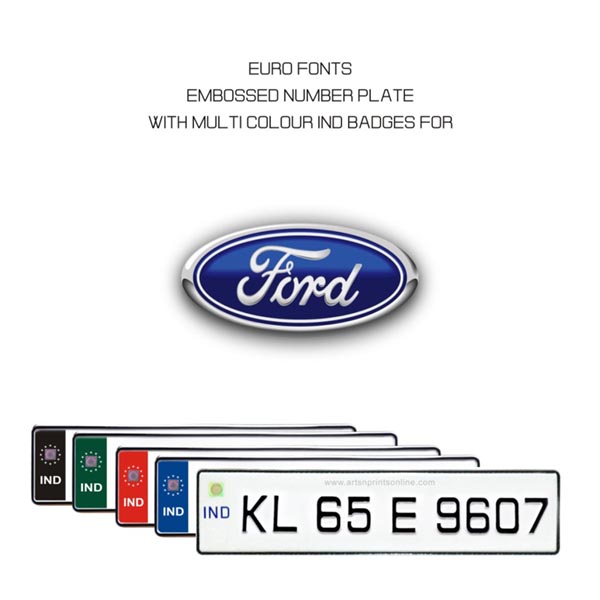 EURO FONTS
EMBOSSED NUMBER PLATE
WITH MULTI COLOUR IND BADGES FOR
Ford
IND
IND
IND
IND
www.artsnprintsonline.com
IND KL 65 E 9607